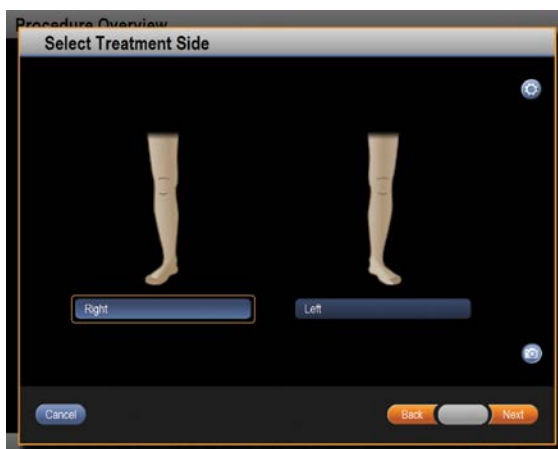 Procedure Overview
Select Treatment Side
Right
Left
Cancel
Back
Next